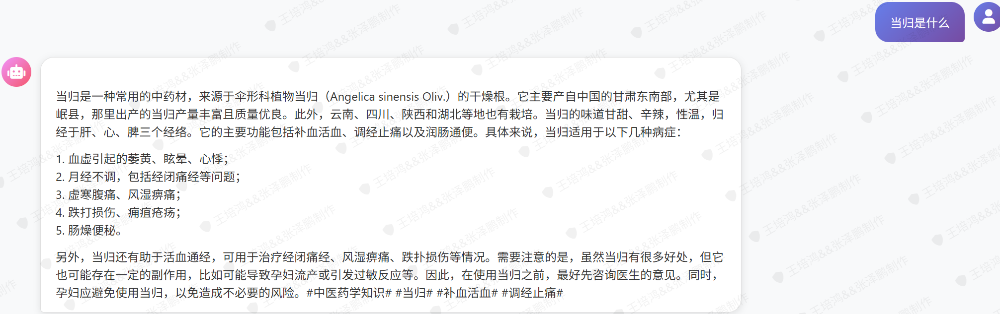 当归是什么
当归是一种常用的中药材，来源于伞形科植物当归（Angelica sinensis Oliv.）的干燥根。它主要产自中国的甘肃东南部，尤其是
岷县，那里出产的当归产量丰富且质量优良。此外，云南、四川、陕西和湖北等地也有栽培。当归的味道甘甜、辛辣，性温，归
经于肝、心、脾三个经络。它的主要功能包括补血活血、调经止痛以及润肠通便。具体来说，当归适用于以下几种病症：
1. 血虚引起的萎黄、眩晕、心悸；
2. 月经不调，包括经闭痛经等问题；
3. 虚寒腹痛、风湿痹痛；
4. 跌打损伤、痈疽疮疡；
5. 肠燥便秘。
另外，当归还有助于活血通经，可用于治疗经闭痛经、风湿痹痛、跌扑损伤等情况。需要注意的是，虽然当归有很多好处，但它
也可能存在一定的副作用，比如可能导致孕妇流产或引发过敏反应等。因此，在使用当归之前，最好先咨询医生的意见。同时，
孕妇应避免使用当归，以免造成不必要的风险。#中医药学知识# #当归# #补血活血# #调经止痛#
王培鸿&&张泽鹏制作